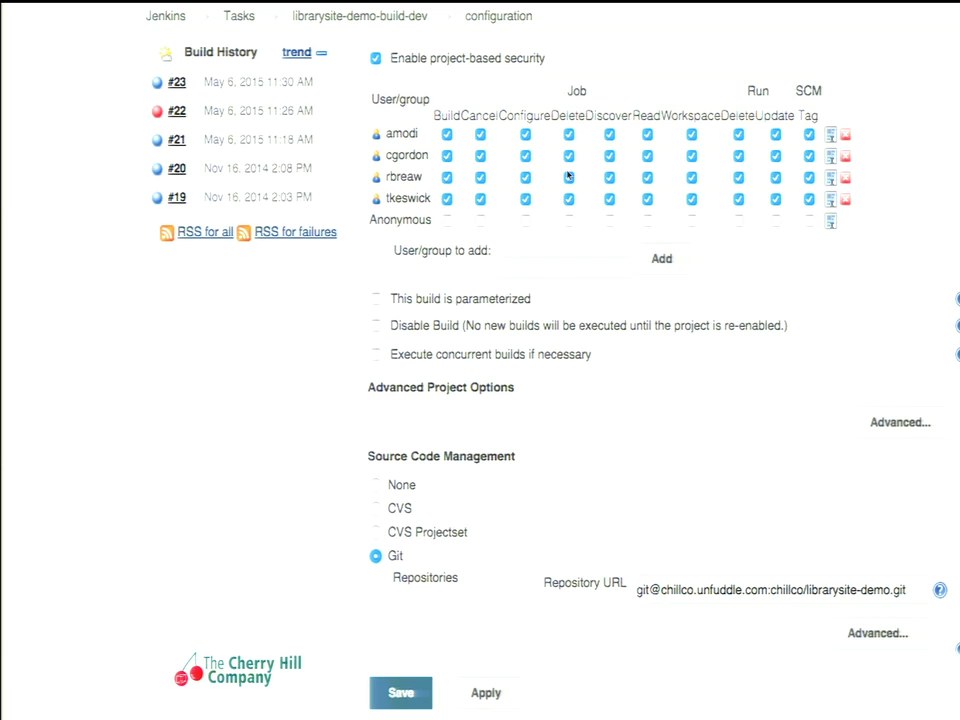 Jenkins Tasks librarysite-demo-build-dev configuration
Build History trend
#23 May 6, 2015 11:30 AM
#22 May 6, 2015 11:26 AM
#21 May 6, 2015 11:18 AM
#20 Nov 16, 2014 2:08 PM
#19 Nov 16, 2014 2:03 PM
RSS for all RSS for failures
Enable project-based security
User/group Job Run SCM
Build Cancel Configure Delete Discover Read Workspace Delete Update Tag
amodi
cgordon
rbreaw
tkeswick
Anonymous
User/group to add: Add
This build is parameterized
Disable Build (No new builds will be executed until the project is re-enabled.)
Execute concurrent builds if necessary
Advanced Project Options
Advanced...
Source Code Management
None
CVS
CVS Projectset
Git
Repositories Repository URL git@chillco.unfuddle.com:chillco/librarysite-demo.git
Advanced...
The Cherry Hill
Company
Save Apply